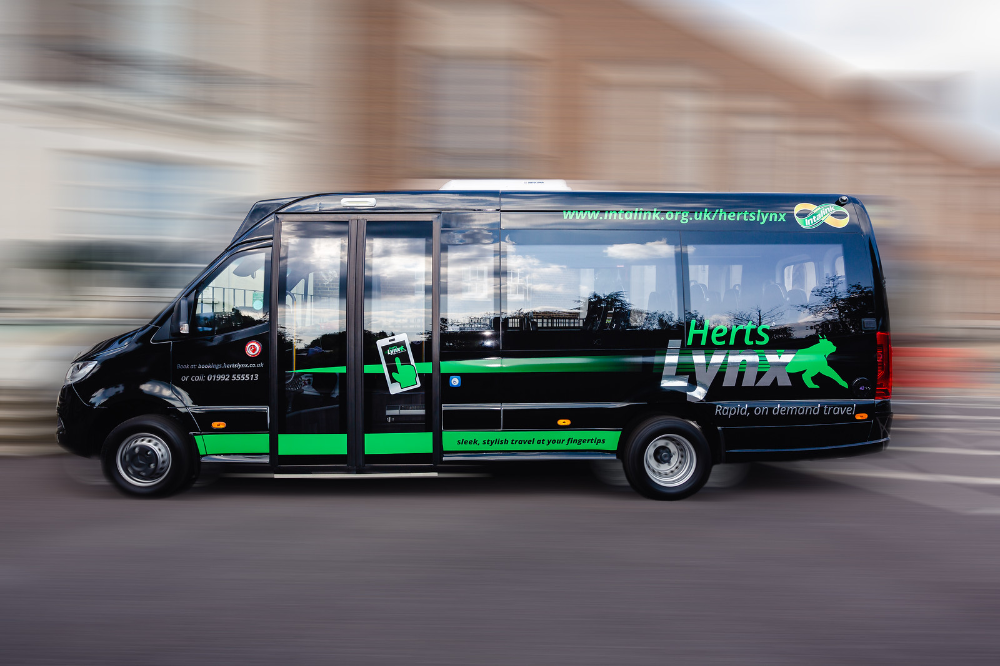 www.intalink.org.uk/hertslynx
Intalink
Herts
Lynx
Rapid, on demand travel
Herts
Lynx
Book at: bookings.hertslynx.co.uk
or call: 01992 555513
sleek, stylish travel at your fingertips